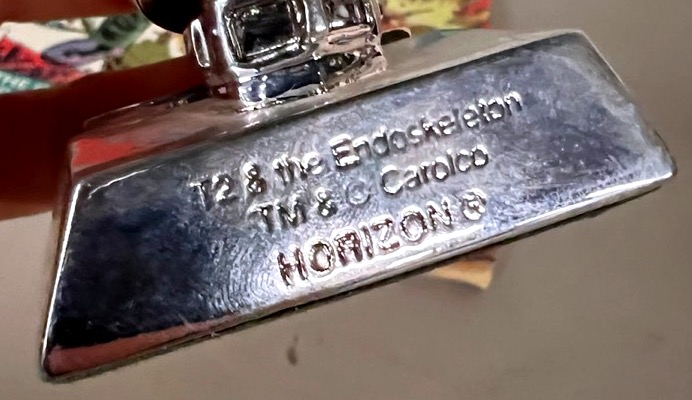 T2 & the Endoskeleton
TM & © Carolco
HORIZON ®